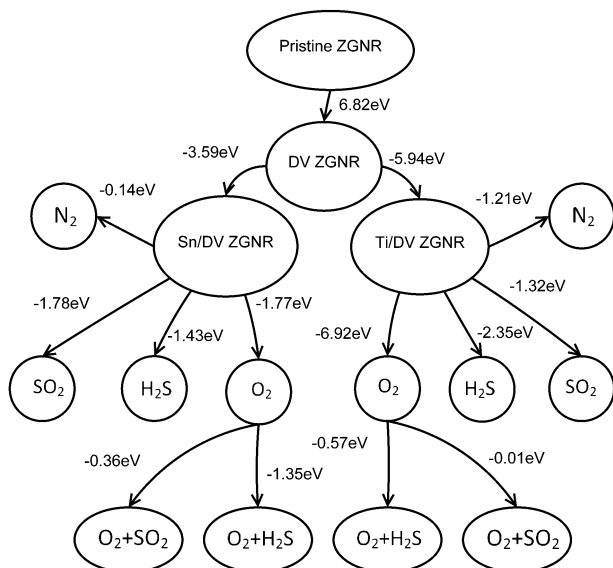 Pristine ZGNR
6.82eV
DV ZGNR
-3.59eV
-5.94eV
-0.14eV
-1.21eV
N₂
Sn/DV ZGNR
Ti/DV ZGNR
N₂
-1.78eV
-1.43eV
-1.77eV
-6.92eV
-2.35eV
-1.32eV
SO₂
H₂S
O₂
O₂
H₂S
SO₂
-0.36eV
-1.35eV
-0.57eV
-0.01eV
O₂+SO₂
O₂+H₂S
O₂+H₂S
O₂+SO₂